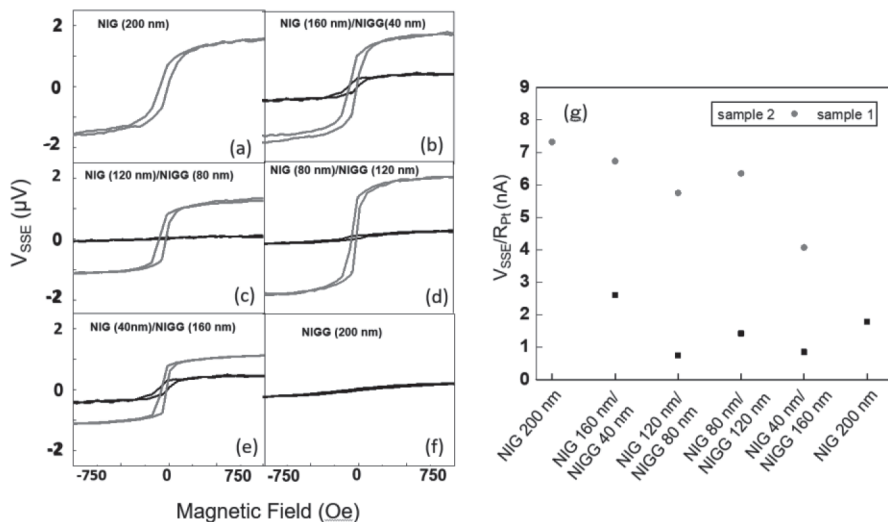 NIG (200 nm)
(a)
NIG (160 nm)/NIGG(40 nm)
(b)
NIG (120 nm)/NIGG (80 nm)
(c)
NIG (80 nm)/NIGG (120 nm)
(d)
NIG (40nm)/NIGG (160 nm)
(e)
NIGG (200 nm)
(f)
2
0
-2
2
0
-2
2
0
-2
VSSE (µV)
-750
0
750
-750
0
750
Magnetic Field (Oe)
(g)
sample 2
sample 1
9
8
7
6
5
4
3
2
1
0
VSSE/RPt (nA)
NIG 200 nm
NIG 160 nm/
NIGG 40 nm
NIG 120 nm/
NIGG 80 nm
NIG 80 nm/
NIGG 120 nm
NIG 40 nm/
NIGG 160 nm
NIG 200 nm